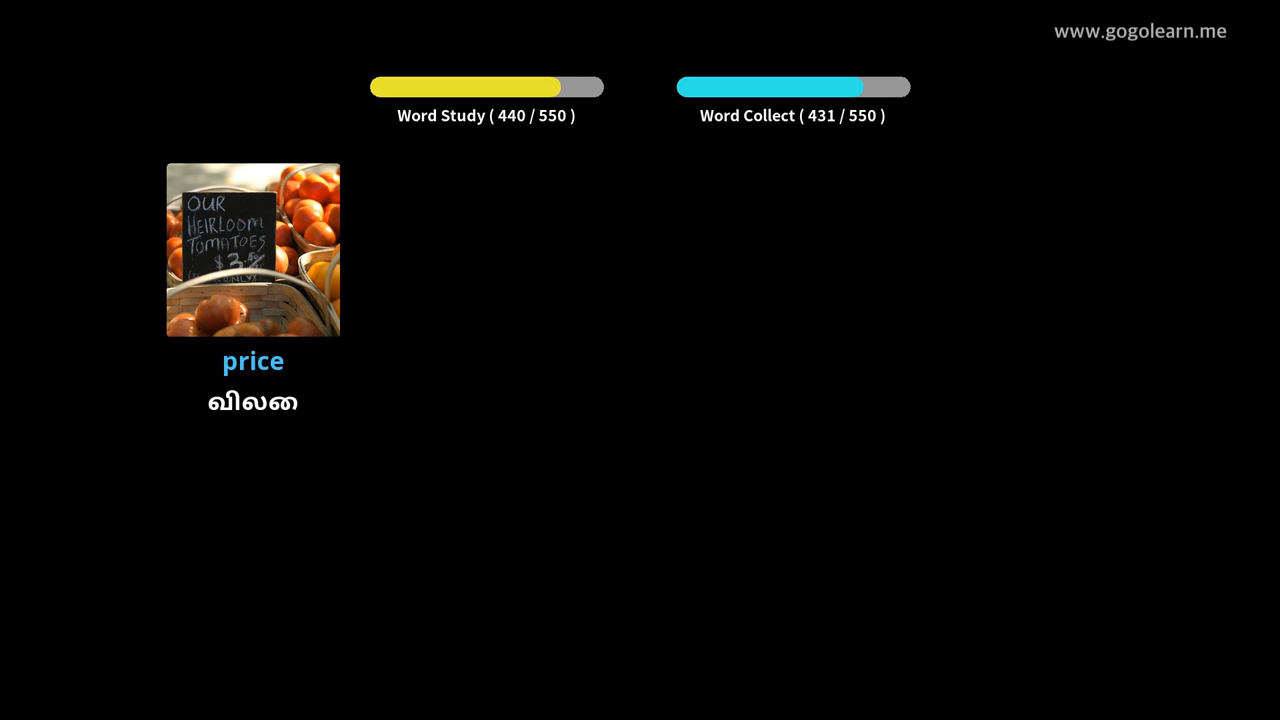 www.gogolearn.me
Word Study ( 440 / 550 )
Word Collect ( 431 / 550 )
OUR
HEIRLOOM
TOMATOES
price
விலை